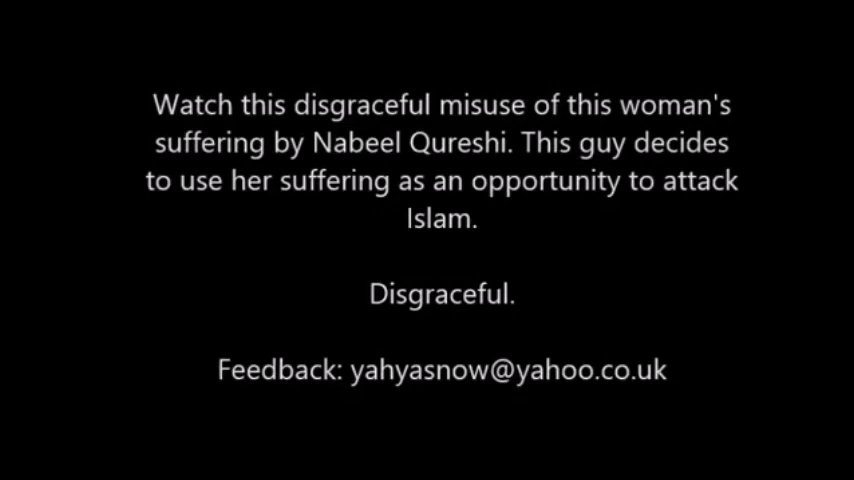 Watch this disgraceful misuse of this woman's
suffering by Nabeel Qureshi. This guy decides
to use her suffering as an opportunity to attack
Islam.
Disgraceful.
Feedback: yahyasnow@yahoo.co.uk